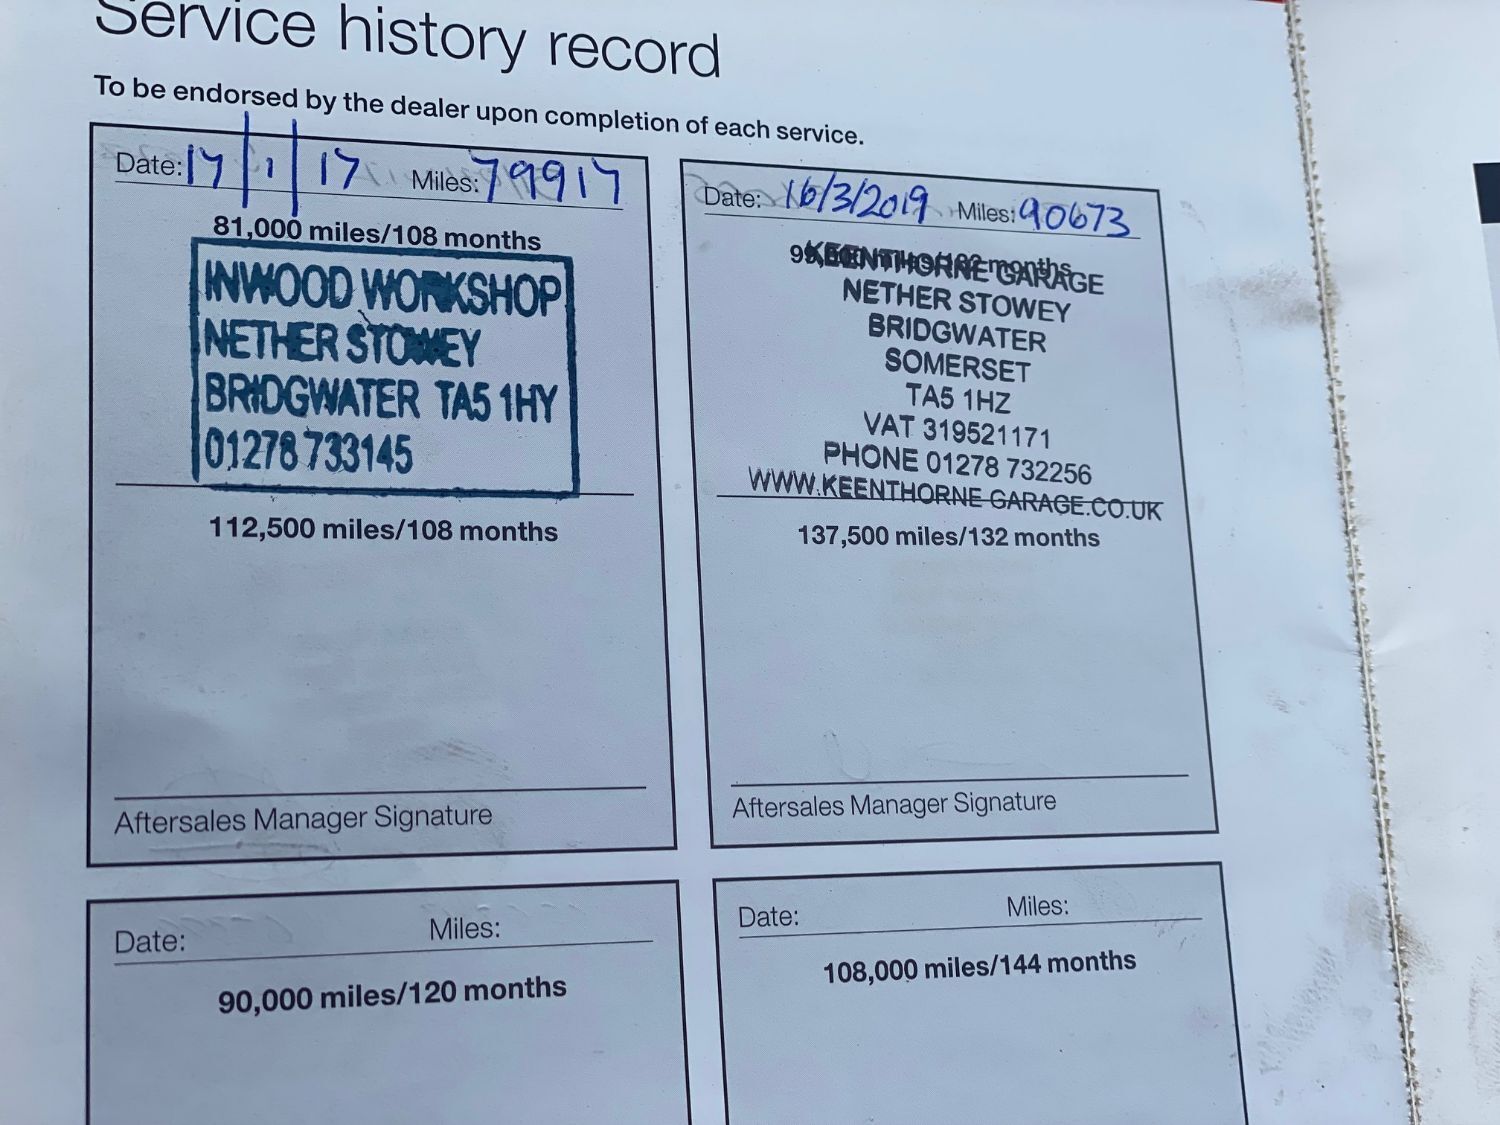 Service history record
To be endorsed by the dealer upon completion of each service.
Date: 17/1/17 Miles: 79917
81,000 miles/108 months
INWOOD WORKSHOP
NETHER STOWEY
BRIDGWATER TA5 1HY
01278 733145
112,500 miles/108 months
Aftersales Manager Signature
Date: 16/3/2019 Miles: 90673
months
KEENTHORNE GARAGE
NETHER STOWEY
BRIDGWATER
SOMERSET
TA5 1HZ
VAT 319521171
PHONE 01278 732256
WWW.KEENTHORNE GARAGE.CO.UK
137,500 miles/132 months
Aftersales Manager Signature
Date: Miles:
90,000 miles/120 months
Date: Miles:
108,000 miles/144 months